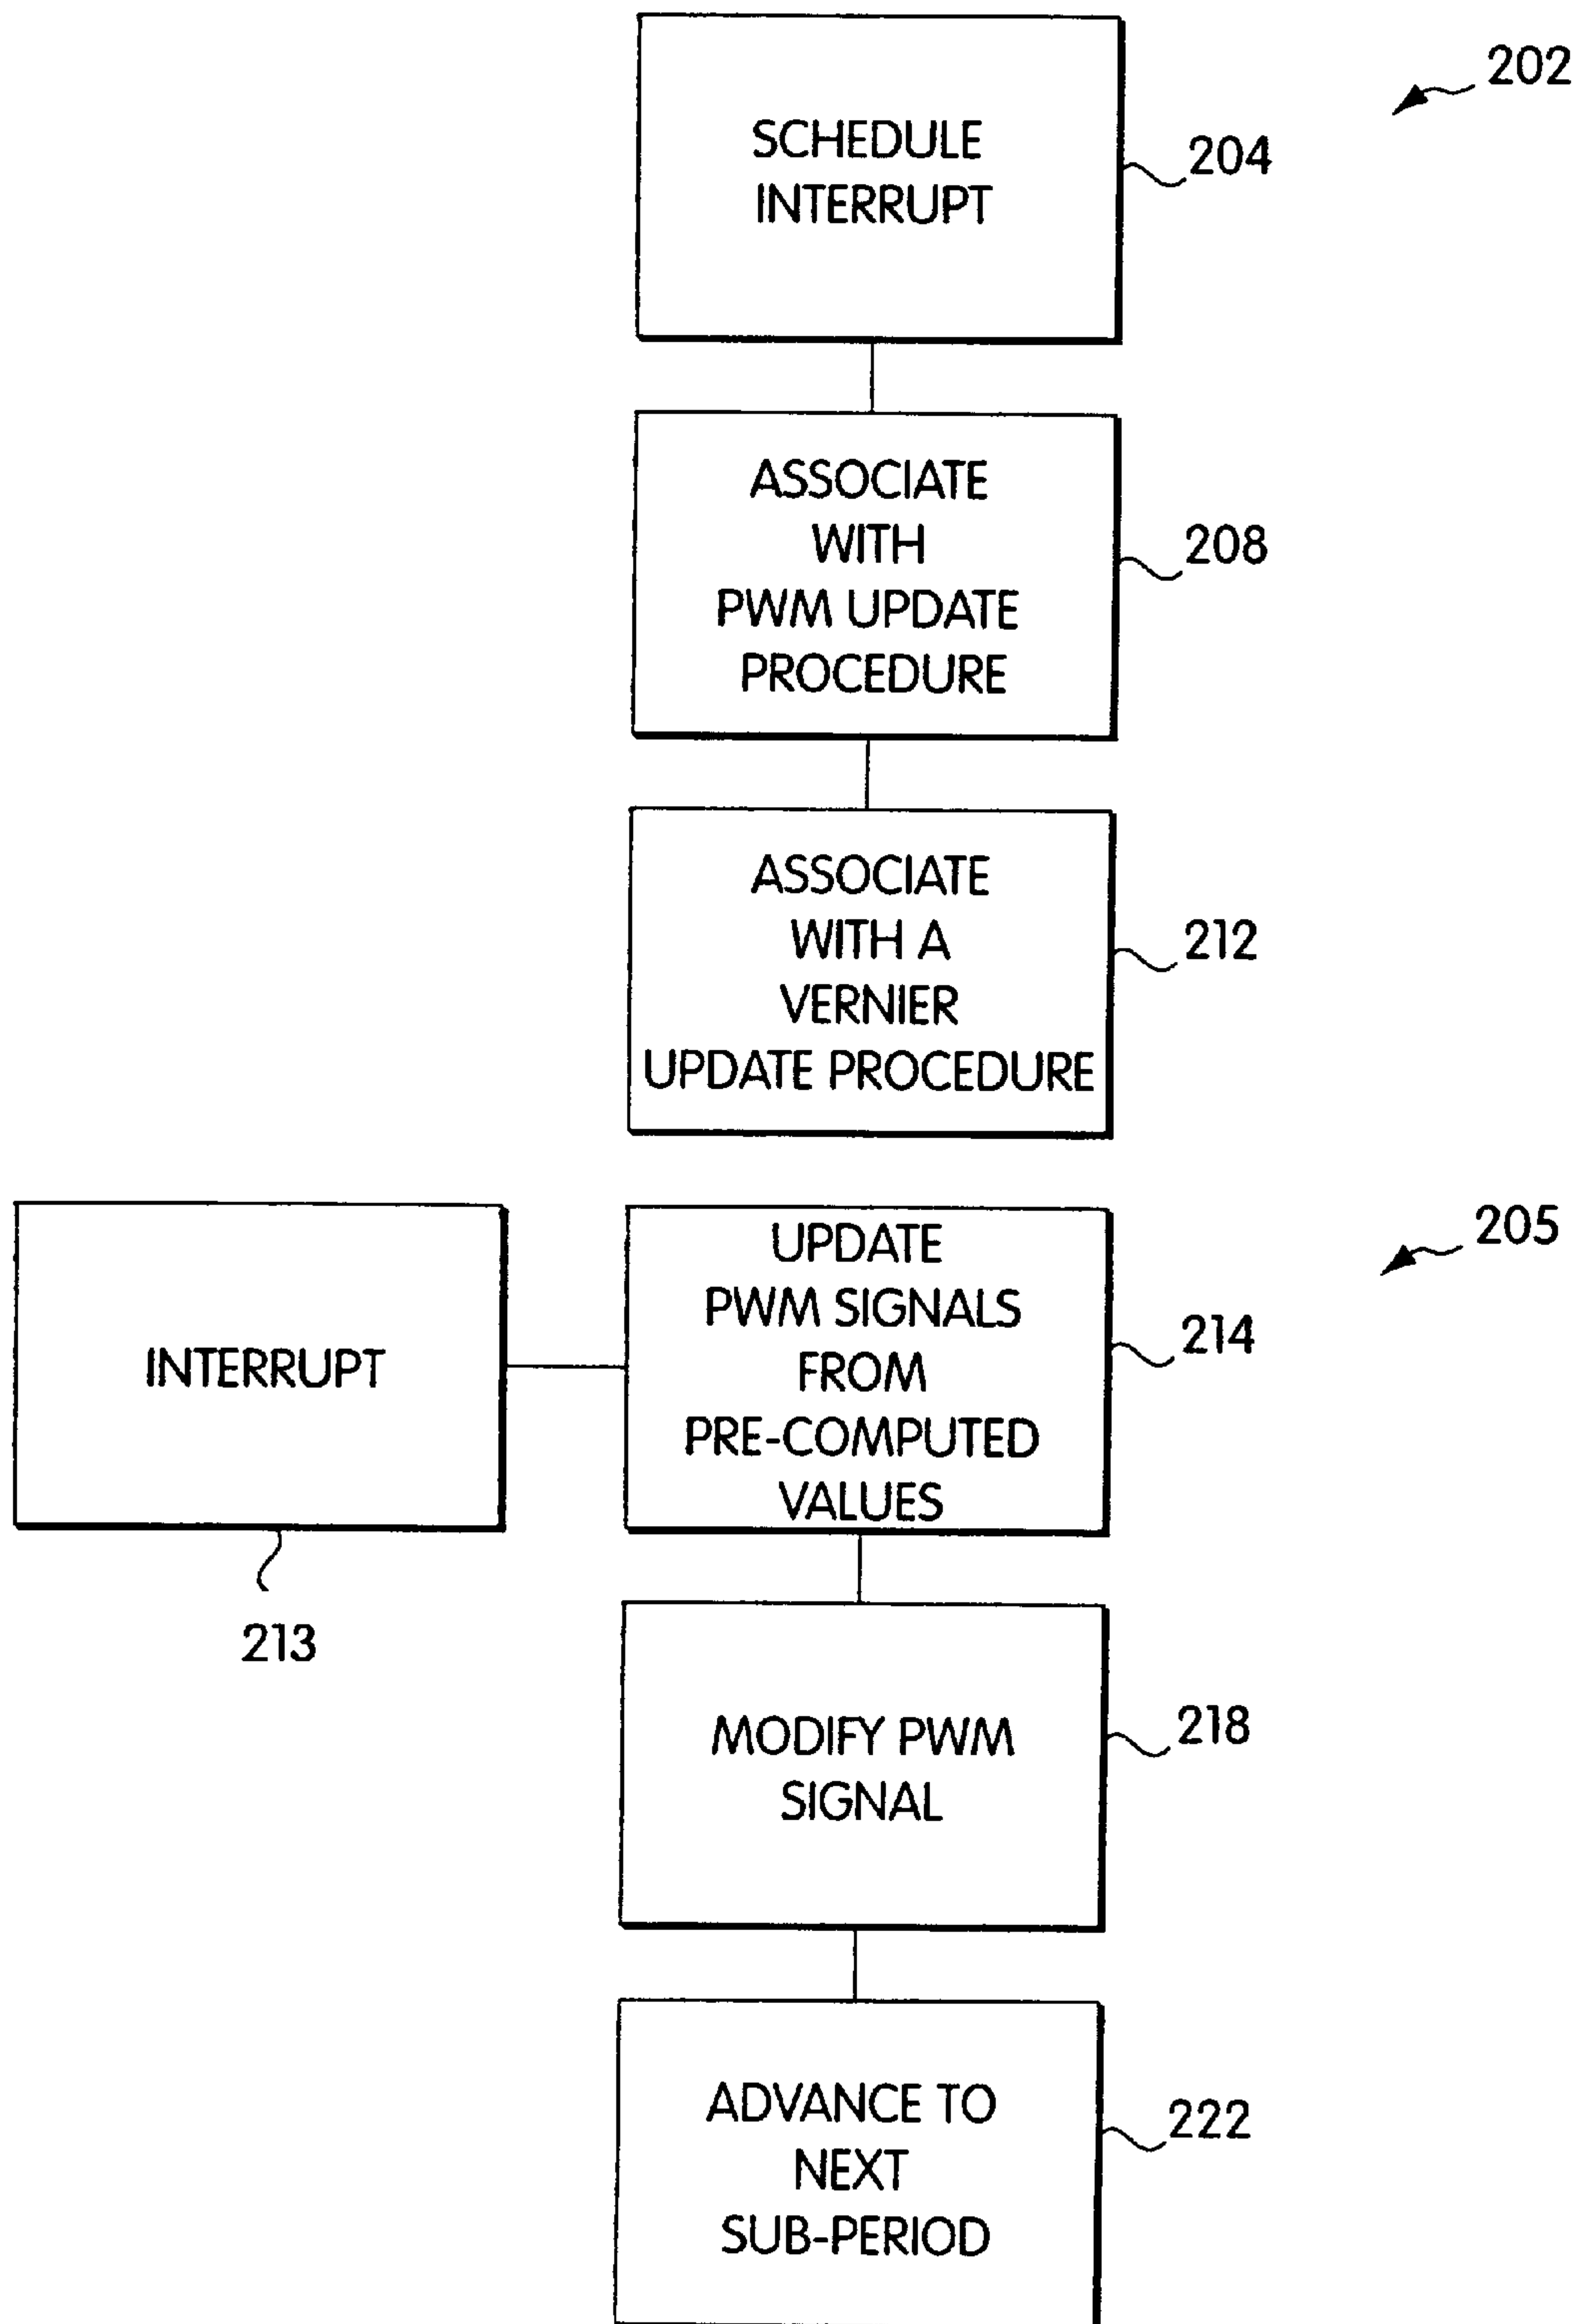 202
SCHEDULE
INTERRUPT
204
ASSOCIATE
WITH
PWM UPDATE
PROCEDURE
208
ASSOCIATE
WITH A
VERNIER
UPDATE PROCEDURE
212
205
INTERRUPT
213
UPDATE
PWM SIGNALS
FROM
PRE-COMPUTED
VALUES
214
MODIFY PWM
SIGNAL
218
ADVANCE TO
NEXT
SUB-PERIOD
222